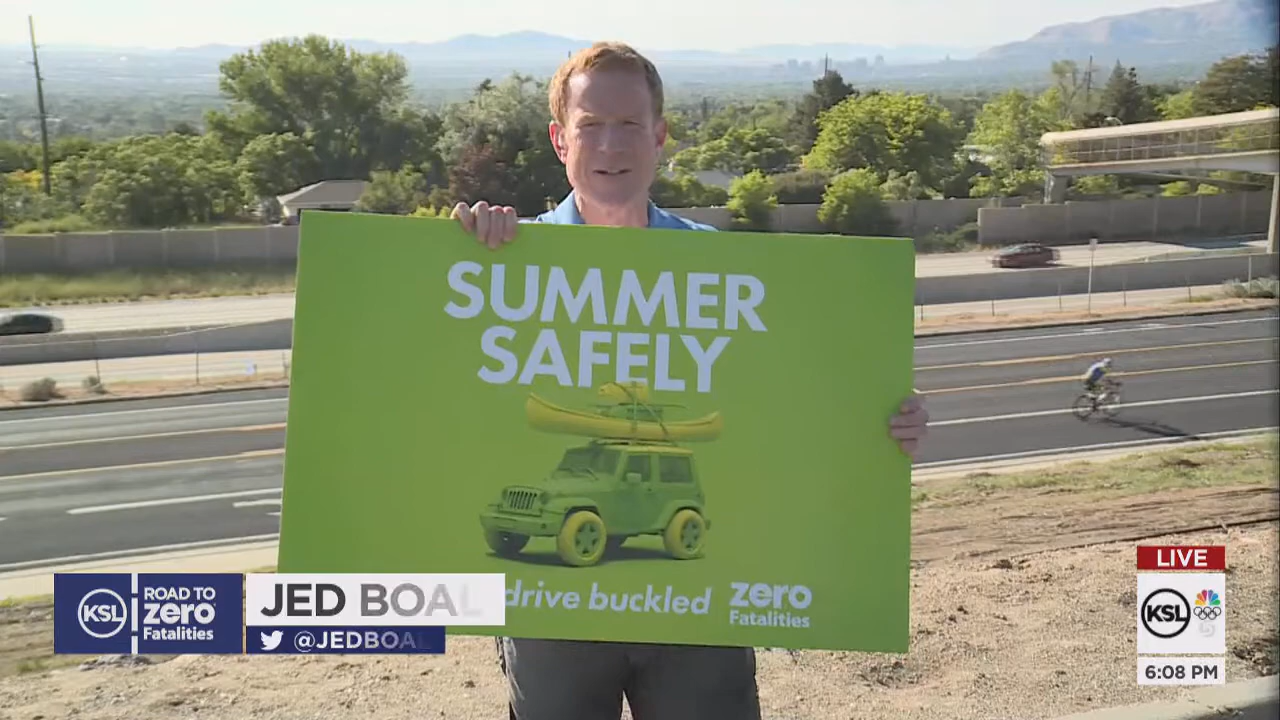 SUMMER
SAFELY
drive buckled
zero
Fatalities
KSL
ROAD TO
zero
Fatalities
JED BOAL
@JEDBOAL
LIVE
KSL
6:08 PM